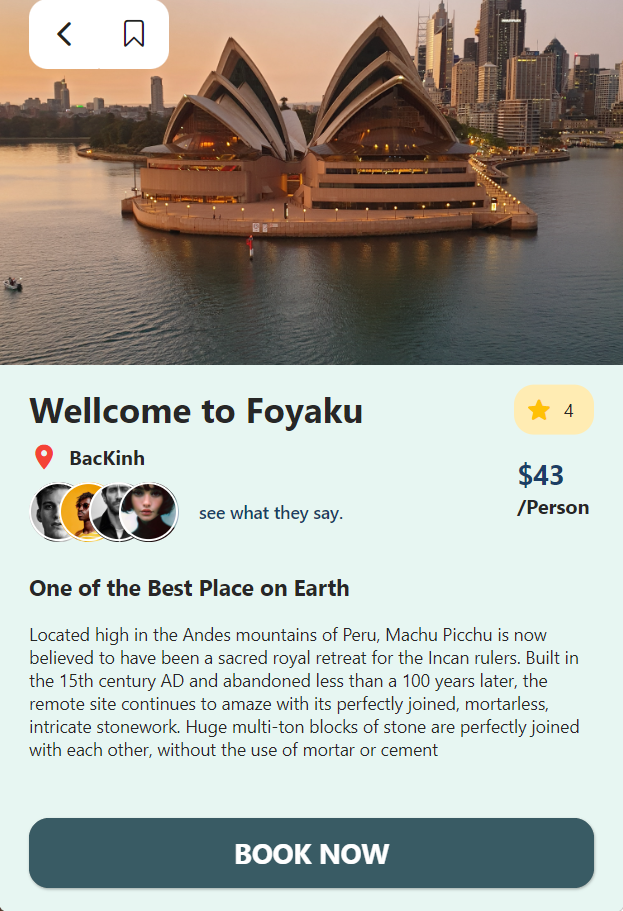 Wellcome to Foyaku
4
BacKinh
$43
/Person
see what they say.
One of the Best Place on Earth
Located high in the Andes mountains of Peru, Machu Picchu is now
believed to have been a sacred royal retreat for the Incan rulers. Built in
the 15th century AD and abandoned less than a 100 years later, the
remote site continues to amaze with its perfectly joined, mortarless,
intricate stonework. Huge multi-ton blocks of stone are perfectly joined
with each other, without the use of mortar or cement
BOOK NOW